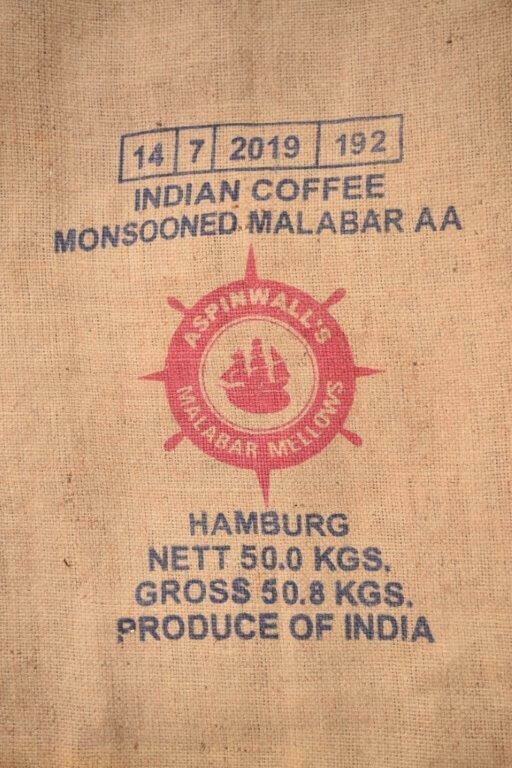 14 7 2019 192
INDIAN COFFEE
MONSOONED MALABAR AA
ASPINWALL'S
MALABAR MELLOWS
HAMBURG
NETT 50.0 KGS.
GROSS 50.8 KGS.
PRODUCE OF INDIA